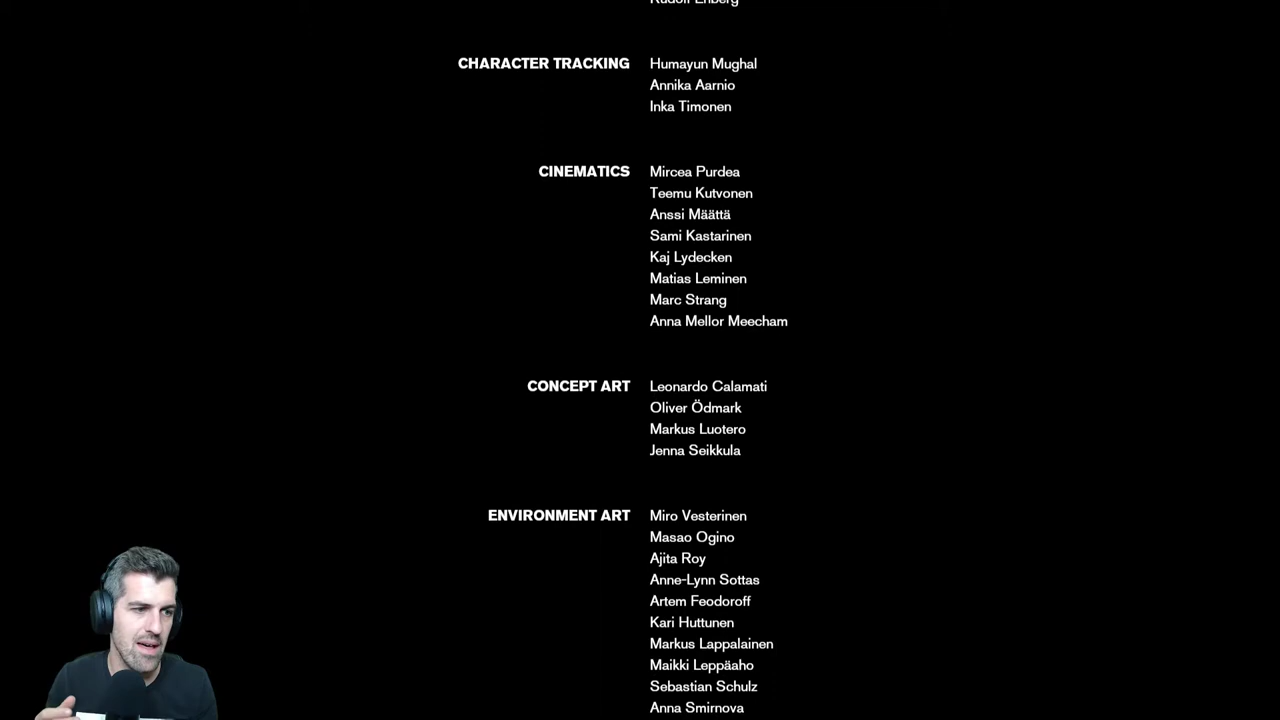 Rudolf Enberg
CHARACTER TRACKING Humayun Mughal
Annika Aarnio
Inka Timonen
CINEMATICS Mircea Purdea
Teemu Kutvonen
Anssi Määttä
Sami Kastarinen
Kaj Lydecken
Matias Leminen
Marc Strang
Anna Mellor Meecham
CONCEPT ART Leonardo Calamati
Oliver Ödmark
Markus Luotero
Jenna Seikkula
ENVIRONMENT ART Miro Vesterinen
Masao Ogino
Ajita Roy
Anne-Lynn Sottas
Artem Feodoroff
Kari Huttunen
Markus Lappalainen
Maikki Leppäaho
Sebastian Schulz
Anna Smirnova